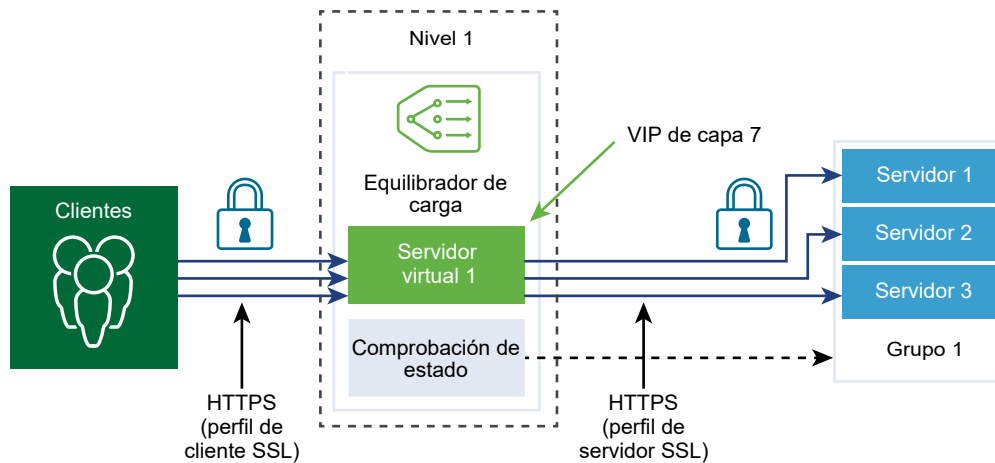 Nivel 1
Equilibrador de
carga
VIP de capa 7
Clientes
Servidor
virtual 1
Servidor 1
Servidor 2
Servidor 3
Grupo 1
Comprobación de
estado
HTTPS
(perfil de
cliente SSL)
HTTPS
(perfil de
servidor SSL)